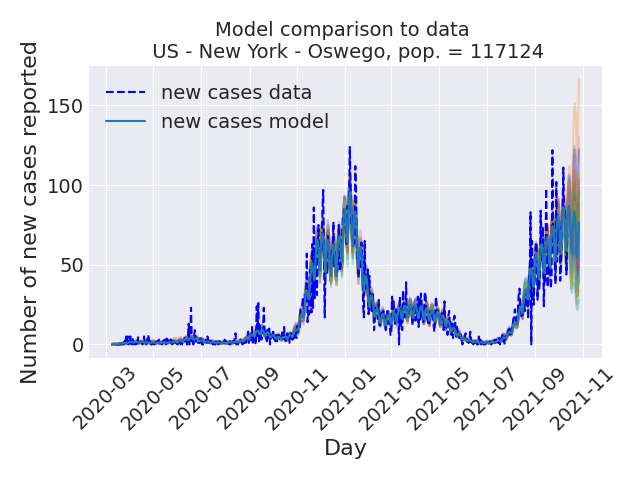 Model comparison to data
US - New York - Oswego, pop. = 117124
Number of new cases reported
150
100
50
0
new cases data
new cases model
2020-03
2020-05
2020-07
2020-09
2020-11
2021-01
2021-03
2021-05
2021-07
2021-09
2021-11
Day